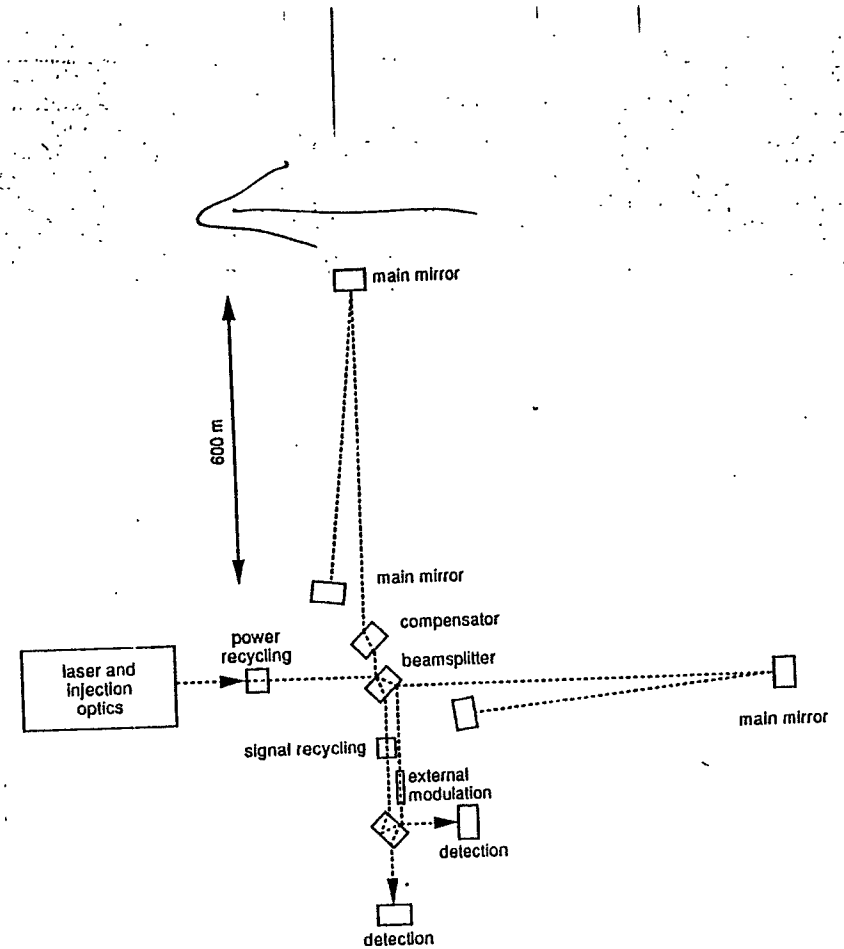 main mirror
600 m
main mirror
compensator
power
recycling
beamsplitter
laser and
injection
optics
main mirror
signal recycling
external
modulation
detection
detection